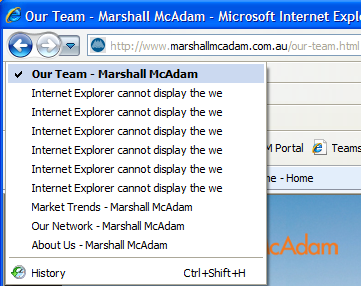 Our Team - Marshall McAdam - Microsoft Internet Explo
http://www.marshallmcadam.com.au/our-team.html
Our Team - Marshall McAdam
Internet Explorer cannot display the we
Internet Explorer cannot display the we
Internet Explorer cannot display the we
Internet Explorer cannot display the we
M Portal
Teams
Internet Explorer cannot display the we
Internet Explorer cannot display the we
me - Home
Market Trends - Marshall McAdam
Our Network - Marshall McAdam
About Us - Marshall McAdam
cAdam
History Ctrl+Shift+H